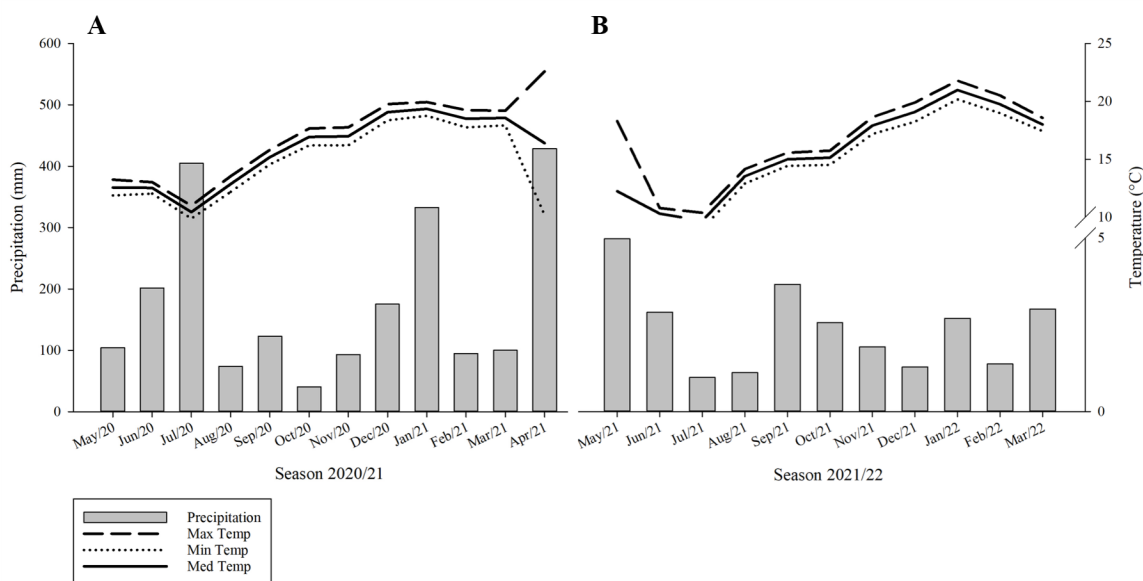 A
B
600
500
400
300
200
100
0
Precipitation (mm)
25
20
15
10
5
0
Temperature (°C)
May/20
Jun/20
Jul/20
Aug/20
Sep/20
Oct/20
Nov/20
Dec/20
Jan/21
Feb/21
Mar/21
Apr/21
May/21
Jun/21
Jul/21
Aug/21
Sep/21
Oct/21
Nov/21
Dec/21
Jan/22
Feb/22
Mar/22
Season 2020/21
Season 2021/22
Precipitation
Max Temp
Min Temp
Med Temp